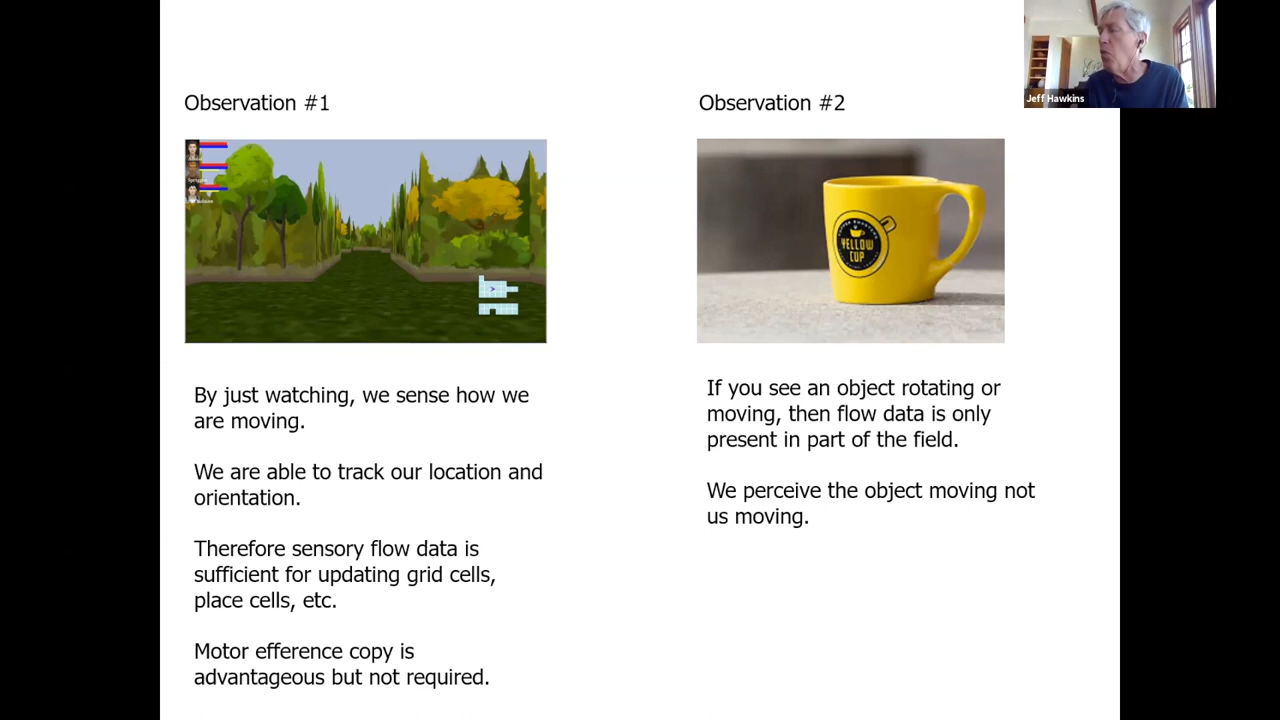 Jeff Hawkins
Observation #1
Observation #2
YELLOW
CUP
By just watching, we sense how we
are moving.
We are able to track our location and
orientation.
Therefore sensory flow data is
sufficient for updating grid cells,
place cells, etc.
Motor efference copy is
advantageous but not required.
If you see an object rotating or
moving, then flow data is only
present in part of the field.
We perceive the object moving not
us moving.